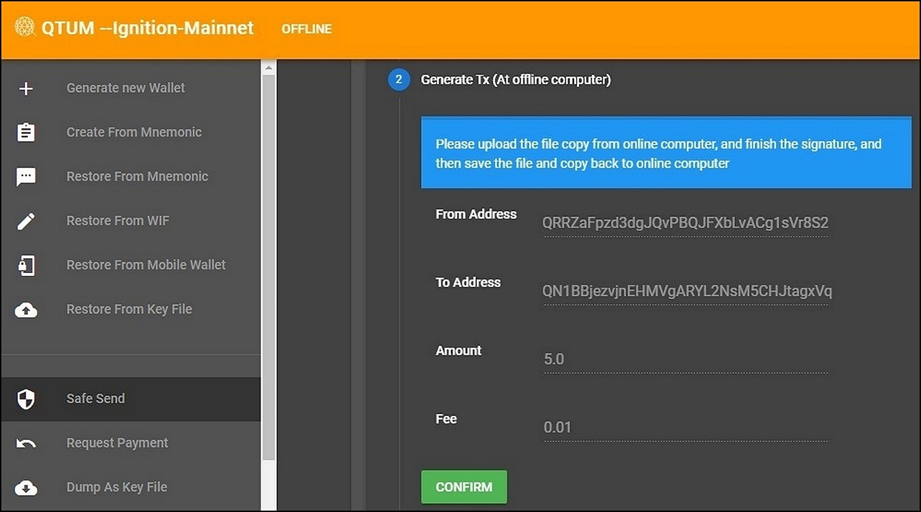 QTUM --Ignition-Mainnet
OFFLINE
Generate new Wallet
Create From Mnemonic
Restore From Mnemonic
Restore From WIF
Restore From Mobile Wallet
Restore From Key File
Safe Send
Request Payment
Dump As Key File
2
Generate Tx (At offline computer)
Please upload the file copy from online computer, and finish the signature, and
then save the file and copy back to online computer
From Address
QRRZaFpzd3dgJQvPBQJFXbLvACg1sVr8S2
To Address
QN1BBjezvjnEHMVgARYL2NsM5CHJtagxVq
Amount
5.0
Fee
0.01
CONFIRM